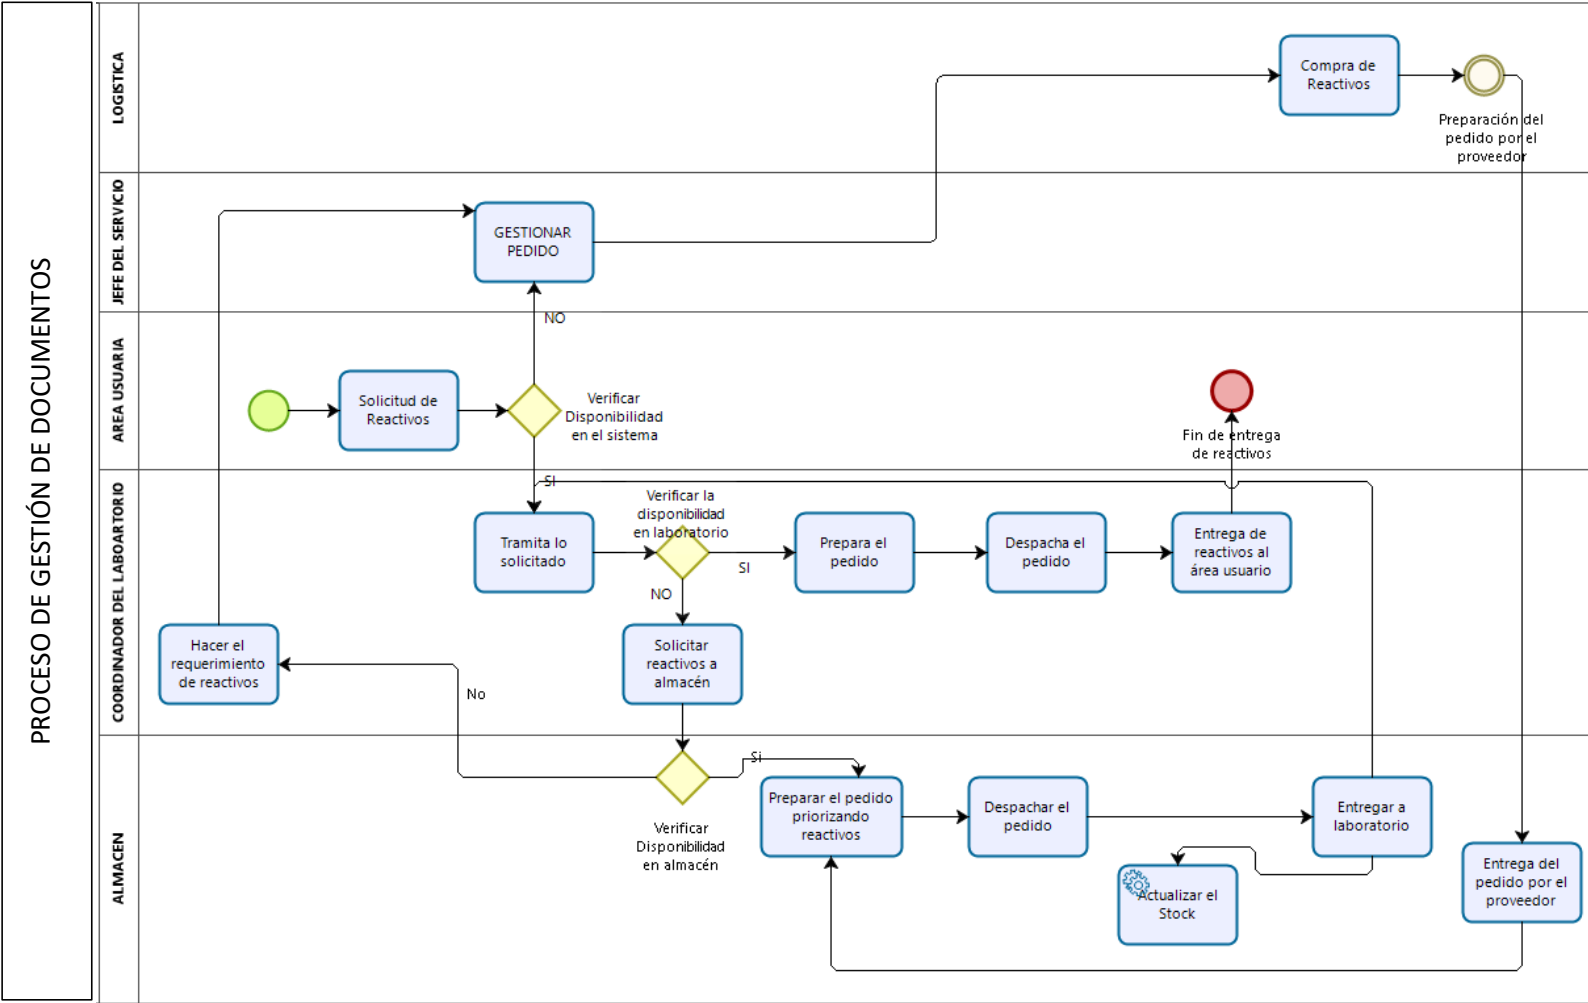 PROCESO DE GESTIÓN DE DOCUMENTOS
LOGISTICA
Compra de
Reactivos
Preparación del
pedido por el
proveedor
JEFE DEL SERVICIO
GESTIONAR
PEDIDO
NO
AREA USUARIA
Solicitud de
Reactivos
Verificar
Disponibilidad
en el sistema
Fin de entrega
de reactivos
COORDINADOR DEL LABOARTORIO
SI
Verificar la
disponibilidad
en laboratorio
Tramita lo
solicitado
SI
Prepara el
pedido
Despacha el
pedido
Entrega de
reactivos al
área usuario
NO
Hacer el
requerimiento
de reactivos
Solicitar
reactivos a
almacén
No
ALMACEN
Si
Verificar
Disponibilidad
en almacén
Preparar el pedido
priorizando
reactivos
Despachar el
pedido
Entregar a
laboratorio
Actualizar el
Stock
Entrega del
pedido por el
proveedor